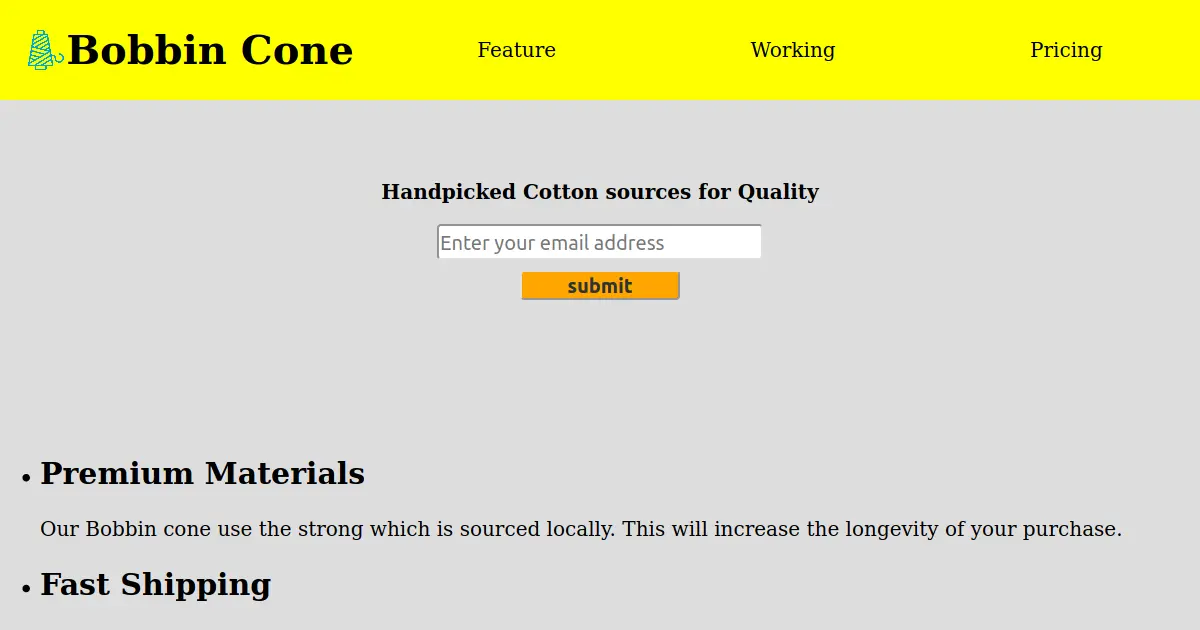 Bobbin Cone Feature Working Pricing
Handpicked Cotton sources for Quality
Enter your email address
submit
• Premium Materials
Our Bobbin cone use the strong which is sourced locally. This will increase the longevity of your purchase.
• Fast Shipping